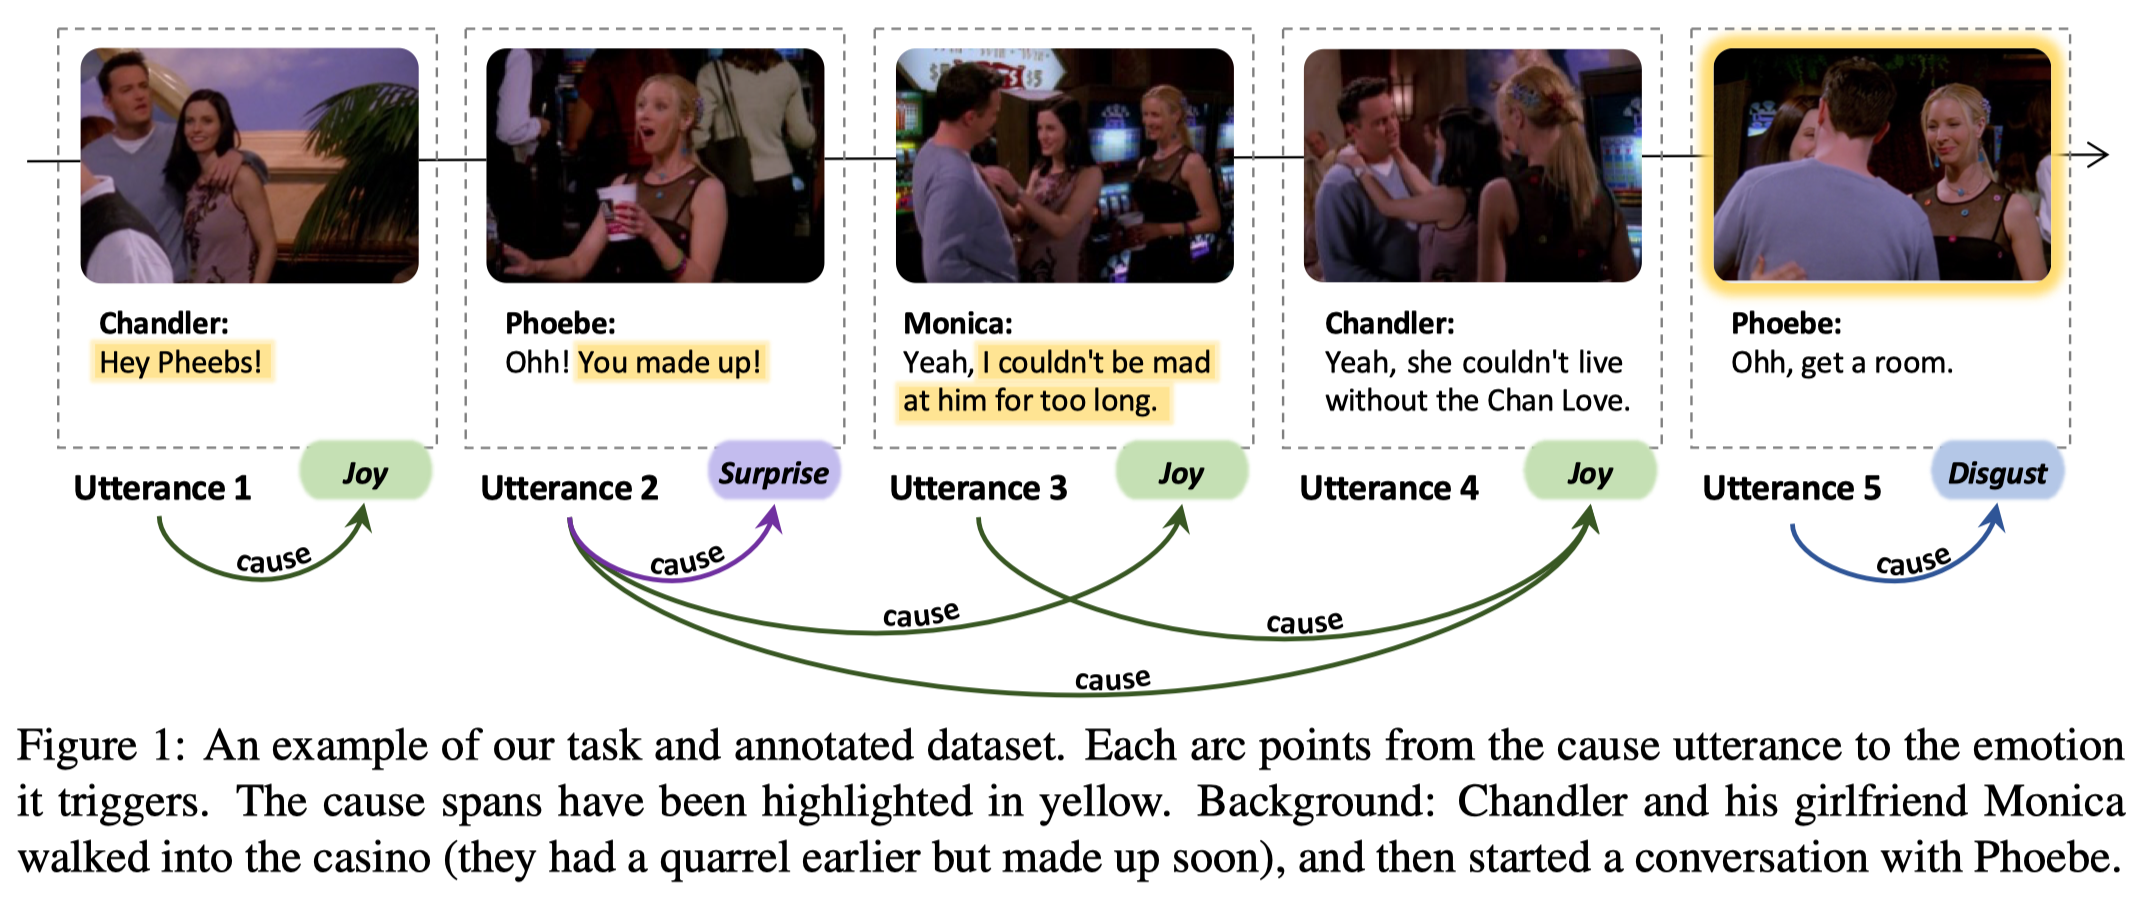 Chandler:
Hey Pheebs!
Phoebe:
Ohh! You made up!
Monica:
Yeah, I couldn't be mad
at him for too long.
Chandler:
Yeah, she couldn't live
without the Chan Love.
Phoebe:
Ohh, get a room.
Utterance 1
Joy
Utterance 2
Surprise
Utterance 3
Joy
Utterance 4
Joy
Utterance 5
Disgust
cause
cause
cause
cause
cause
cause
Figure 1: An example of our task and annotated dataset. Each arc points from the cause utterance to the emotion
it triggers. The cause spans have been highlighted in yellow. Background: Chandler and his girlfriend Monica
walked into the casino (they had a quarrel earlier but made up soon), and then started a conversation with Phoebe.